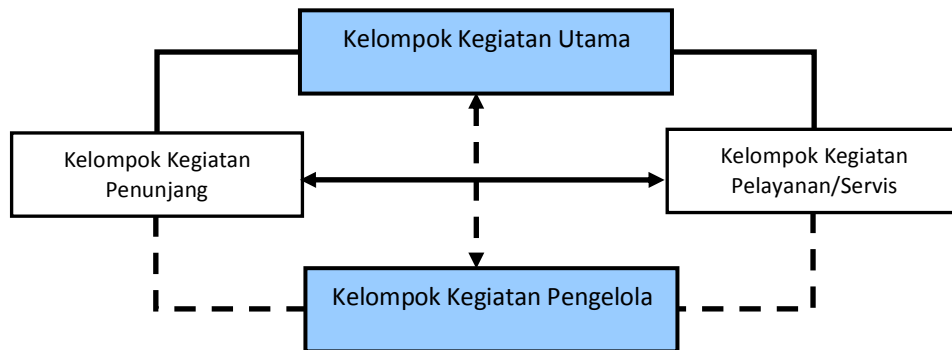 Kelompok Kegiatan Utama
Kelompok Kegiatan
Penunjang
Kelompok Kegiatan
Pelayanan/Servis
Kelompok Kegiatan Pengelola